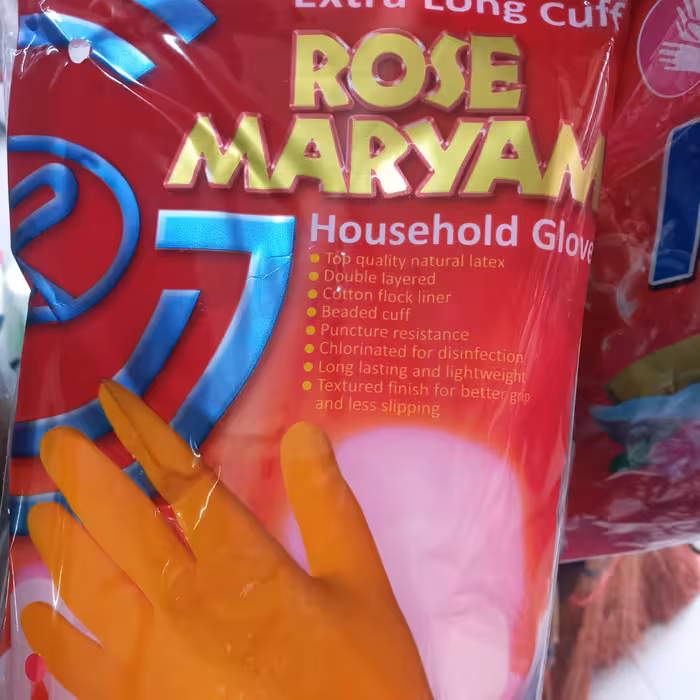 Extra Long Cuff
ROSE
MARYAM
Household Glove
Top quality natural latex
Double layered
Cotton flock liner
Beaded cuff
Puncture resistance
Chlorinated for disinfection
Long lasting and lightweight
Textured finish for better grip
and less slipping